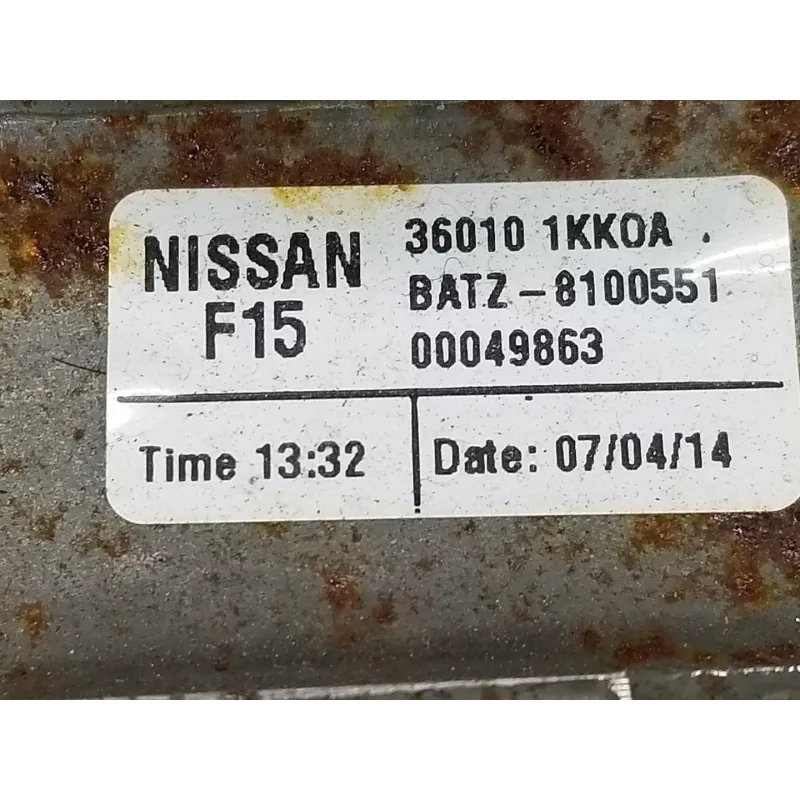 NISSAN
F15
36010 1KK0A .
BATZ-8100551
00049863
Time 13:32
Date: 07/04/14